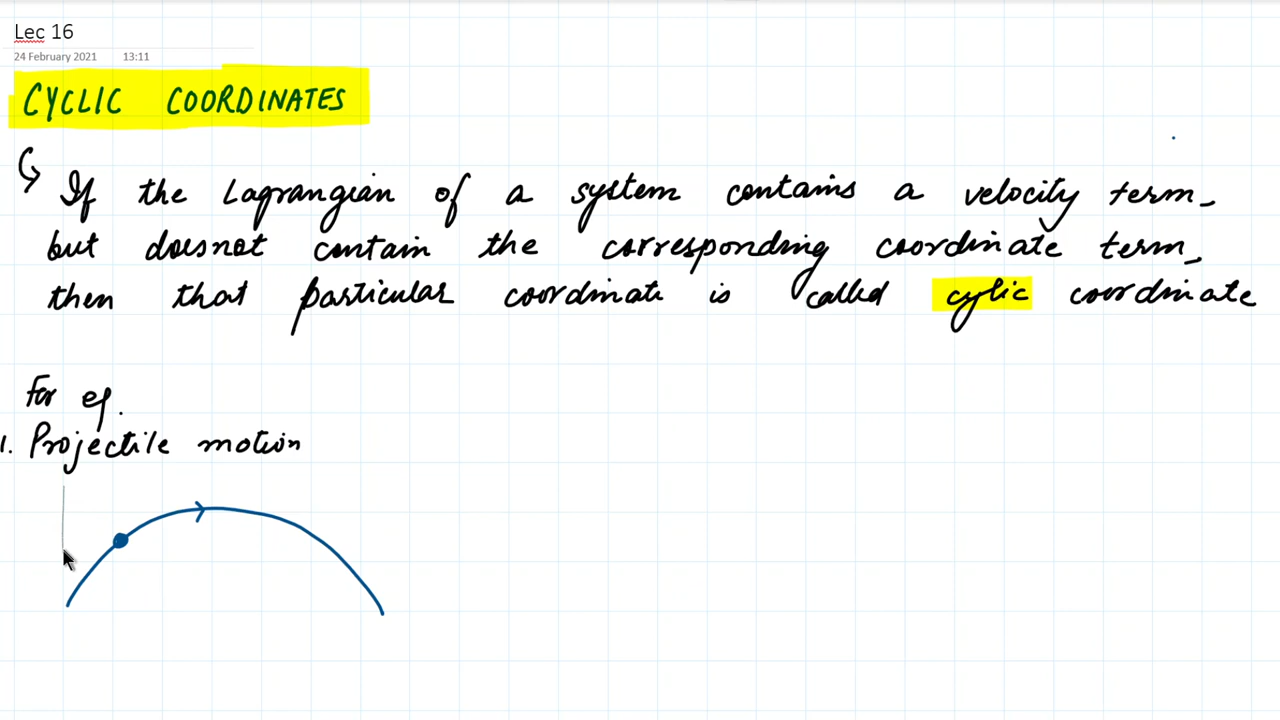 Lec 16
24 February 2021 13:11
CYCLIC COORDINATES
If the Lagrangian of a system contains a velocity term,
but doesnot contain the corresponding coordinate term,
then that particular coordinate is called cylic coordinate
For eg.
1. Projectile motion